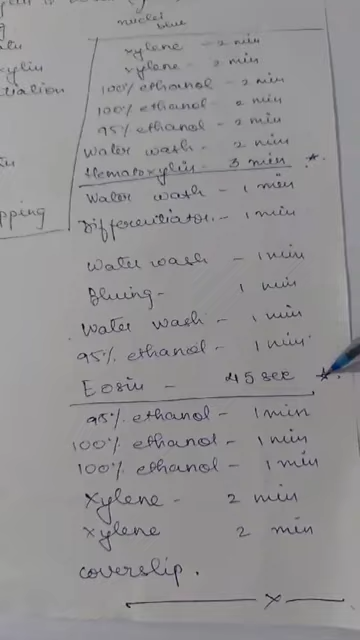 nuclei
blue
xylene - 2 min
xylene - 2 min
100% ethanol - 2 min
100% ethanol - 2 min
95% ethanol - 2 min
Water wash - 2 min
Hematoxylin - 3 min *
Water wash - 1 min
Differentiator - 1 min
Water wash - 1 min
Bluing - 1 min
Water wash - 1 min
95% ethanol - 1 min
Eosin - 45 sec *
95% ethanol - 1 min
100% ethanol - 1 min
100% ethanol - 1 min
Xylene - 2 min
Xylene 2 min
coverslip.
x